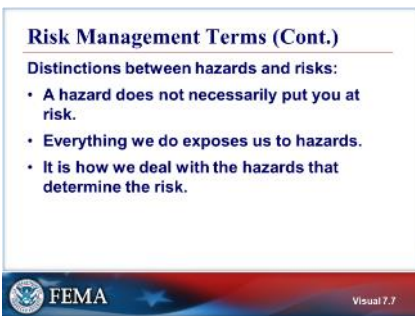 Risk Management Terms (Cont.)
Distinctions between hazards and risks:
• A hazard does not necessarily put you at
risk.
• Everything we do exposes us to hazards.
• It is how we deal with the hazards that
determine the risk.
FEMA
Visual 7.7